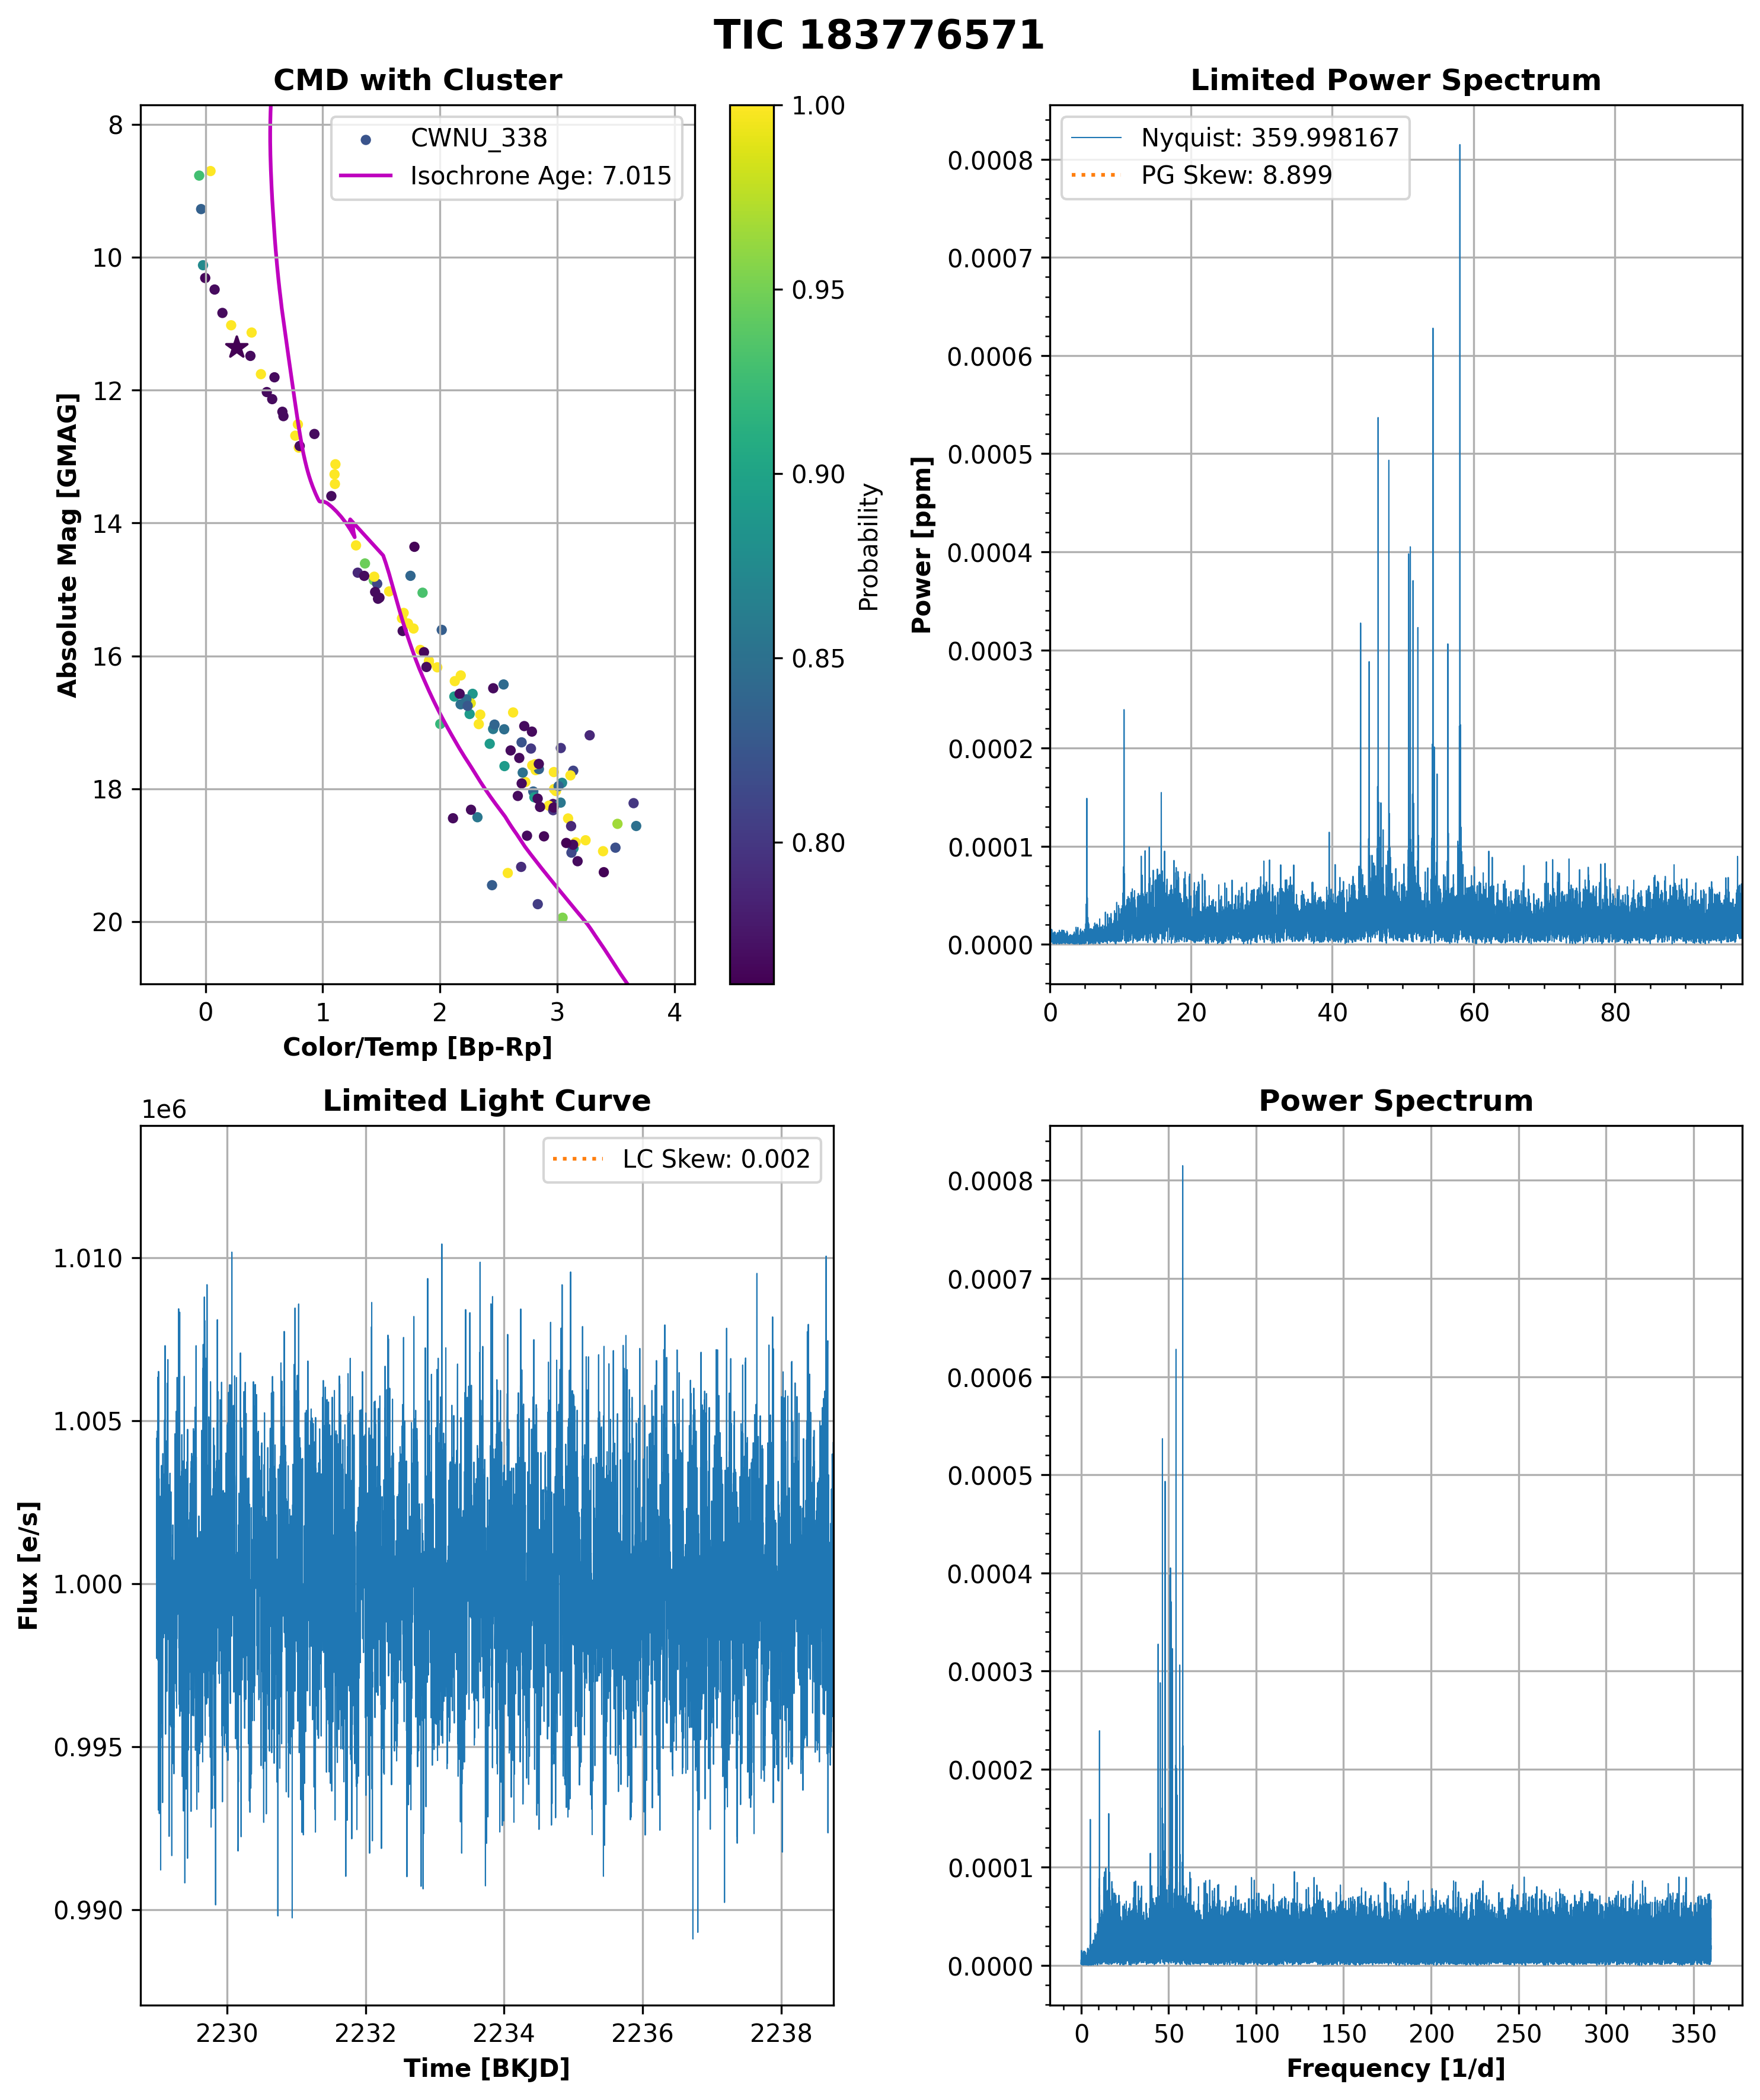 TIC 183776571
CMD with Cluster
CWNU_338
Isochrone Age: 7.015
8
10
12
14
16
18
20
0 1 2 3 4
Absolute Mag [GMAG]
Color/Temp [Bp-Rp]
1.00
0.95
0.90
0.85
0.80
Probability
Limited Power Spectrum
Nyquist: 359.998167
PG Skew: 8.899
0.0008
0.0007
0.0006
0.0005
0.0004
0.0003
0.0002
0.0001
0.0000
0 20 40 60 80
Power [ppm]
Limited Light Curve
1e6
LC Skew: 0.002
1.010
1.005
1.000
0.995
0.990
2230 2232 2234 2236 2238
Flux [e/s]
Time [BKJD]
Power Spectrum
0.0008
0.0007
0.0006
0.0005
0.0004
0.0003
0.0002
0.0001
0.0000
0 50 100 150 200 250 300 350
Frequency [1/d]